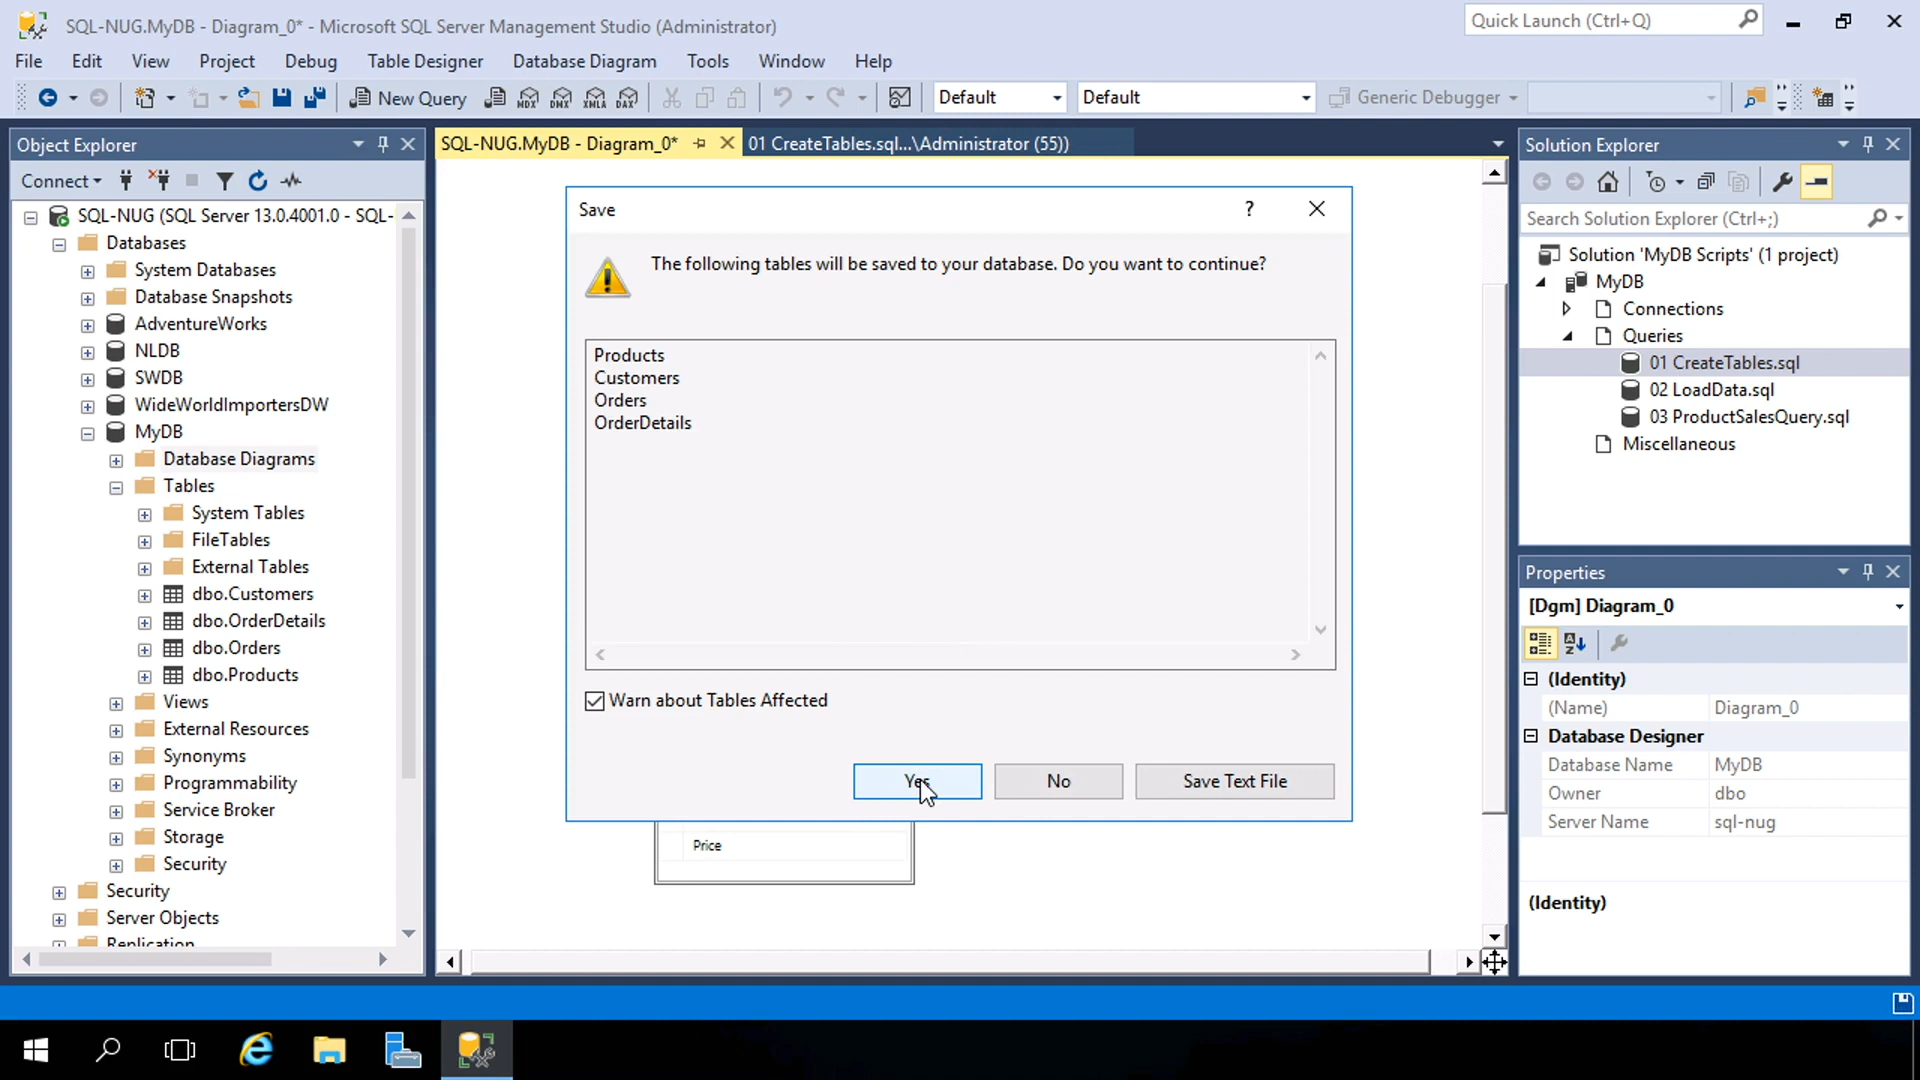 SQL-NUG.MyDB - Diagram_0* - Microsoft SQL Server Management Studio (Administrator)
Quick Launch (Ctrl+Q)
File Edit View Project Debug Table Designer Database Diagram Tools Window Help
New Query MDX DMX XMLA DAX Default Default Generic Debugger
Object Explorer
Connect
SQL-NUG (SQL Server 13.0.4001.0 - SQL-
Databases
System Databases
Database Snapshots
AdventureWorks
NLDB
SWDB
WideWorldImportersDW
MyDB
Database Diagrams
Tables
System Tables
FileTables
External Tables
dbo.Customers
dbo.OrderDetails
dbo.Orders
dbo.Products
Views
External Resources
Synonyms
Programmability
Service Broker
Storage
Security
Security
Server Objects
Replication
SQL-NUG.MyDB - Diagram_0*
01 CreateTables.sql...\Administrator (55))
Save
?
The following tables will be saved to your database. Do you want to continue?
Products
Customers
Orders
OrderDetails
Warn about Tables Affected
Yes
No
Save Text File
Price
Solution Explorer
Search Solution Explorer (Ctrl+;)
Solution 'MyDB Scripts' (1 project)
MyDB
Connections
Queries
01 CreateTables.sql
02 LoadData.sql
03 ProductSalesQuery.sql
Miscellaneous
Properties
[Dgm] Diagram_0
(Identity)
(Name) Diagram_0
Database Designer
Database Name MyDB
Owner dbo
Server Name sql-nug
(Identity)